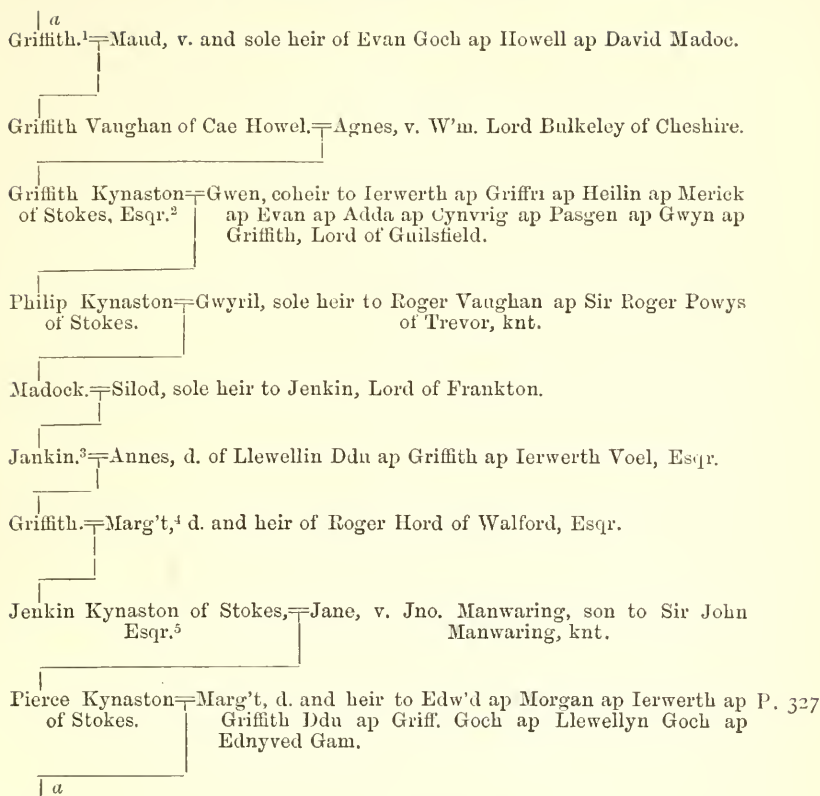 a
Griffith.¹ Maud, v. and sole heir of Evan Goch ap Howell ap David Madoc.
Griffith Vaughan of Cae Howel. Agnes, v. W'm. Lord Bulkeley of Cheshire.
Griffith Kynaston Gwen, coheir to Ierwerth ap Griffri ap Heilin ap Merick
of Stokes, Esqr.² ap Evan ap Adda ap Cynvrig ap Pasgen ap Gwyn ap
Griffith, Lord of Guilsfield.
Philip Kynaston Gwyril, sole heir to Roger Vaughan ap Sir Roger Powys
of Stokes. of Trevor, knt.
Madock. Silod, sole heir to Jenkin, Lord of Frankton.
Jankin.³ Annes, d. of Llewellin Ddu ap Griffith ap Ierwerth Voel, Esqr.
Griffith. Marg't,⁴ d. and heir of Roger Hord of Walford, Esqr.
Jenkin Kynaston of Stokes, Jane, v. Jno. Manwaring, son to Sir John
Esqr.⁵ Manwaring, knt.
Pierce Kynaston Marg't, d. and heir to Edw'd ap Morgan ap Ierwerth ap P. 327
of Stokes. Griffith Ddu ap Griff. Goch ap Llewellyn Goch ap
Ednyved Gam.
a